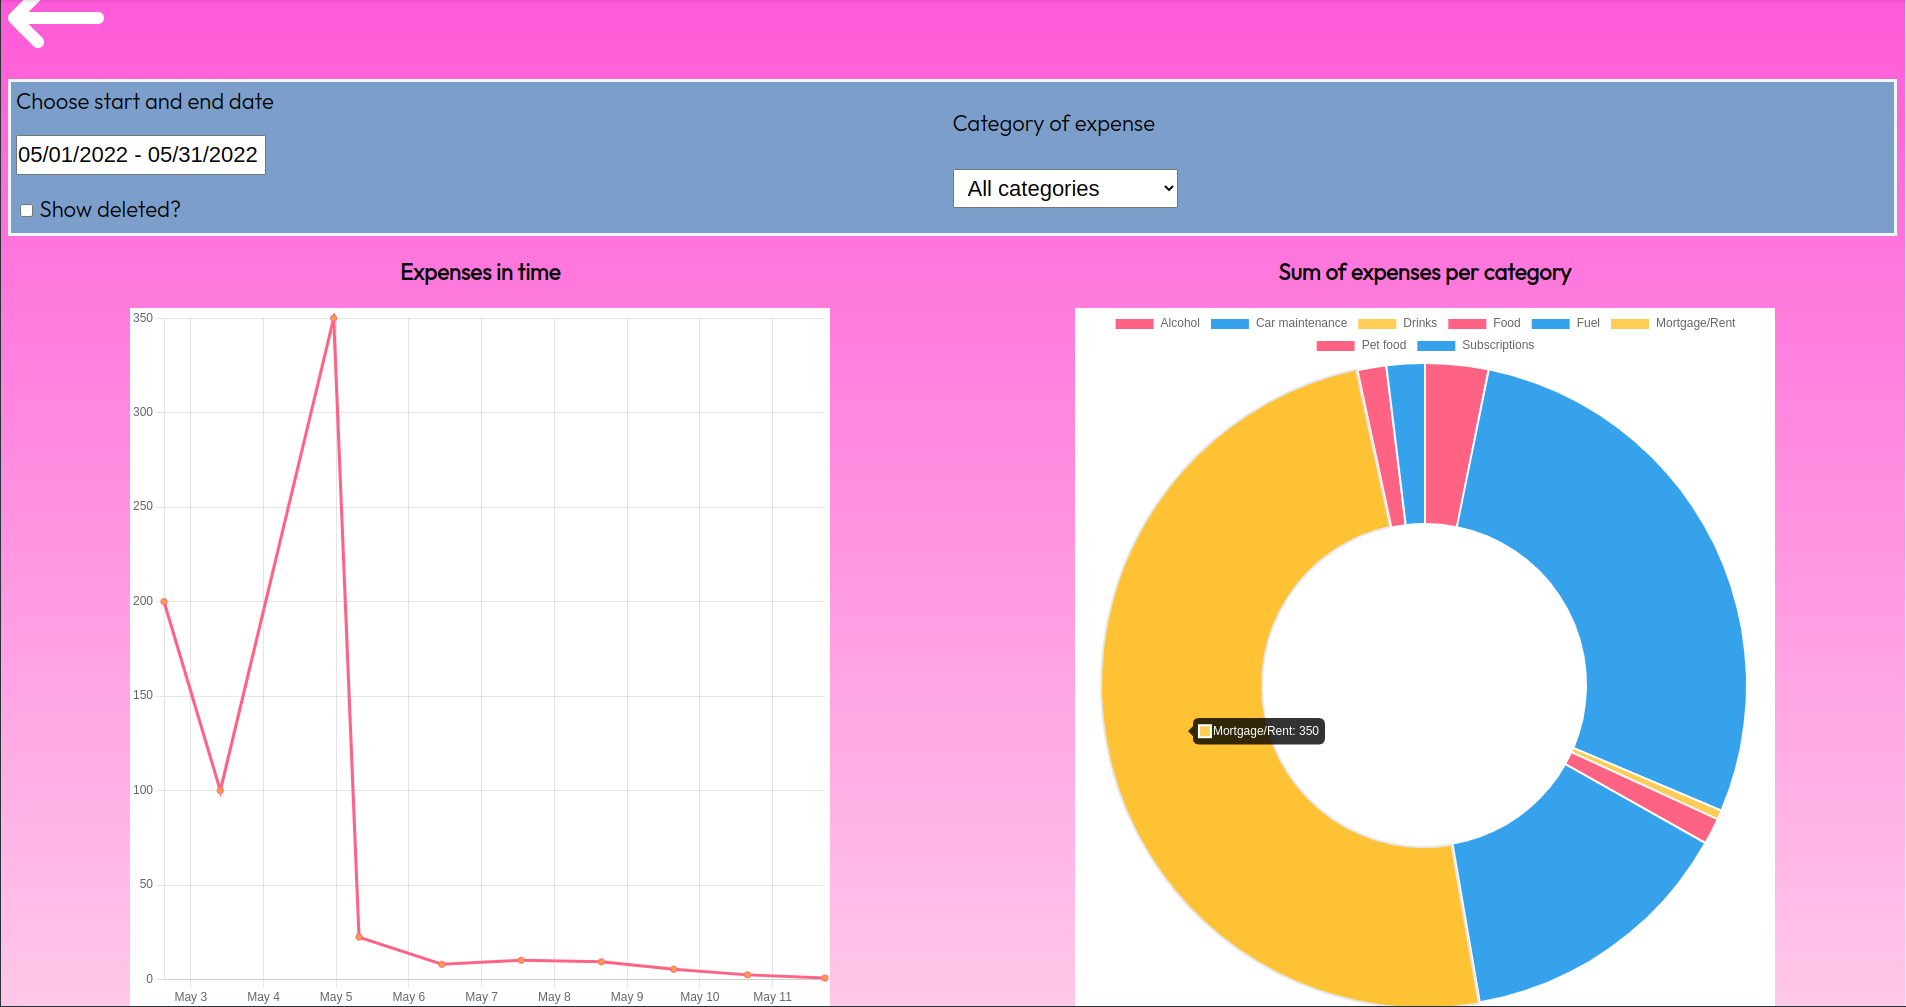 Choose start and end date
05/01/2022 - 05/31/2022
Show deleted?
Category of expense
All categories
Expenses in time
350
300
250
200
150
100
50
0
May 3 May 4 May 5 May 6 May 7 May 8 May 9 May 10 May 11
Sum of expenses per category
Alcohol Car maintenance Drinks Food Fuel Mortgage/Rent
Pet food Subscriptions
Mortgage/Rent: 350